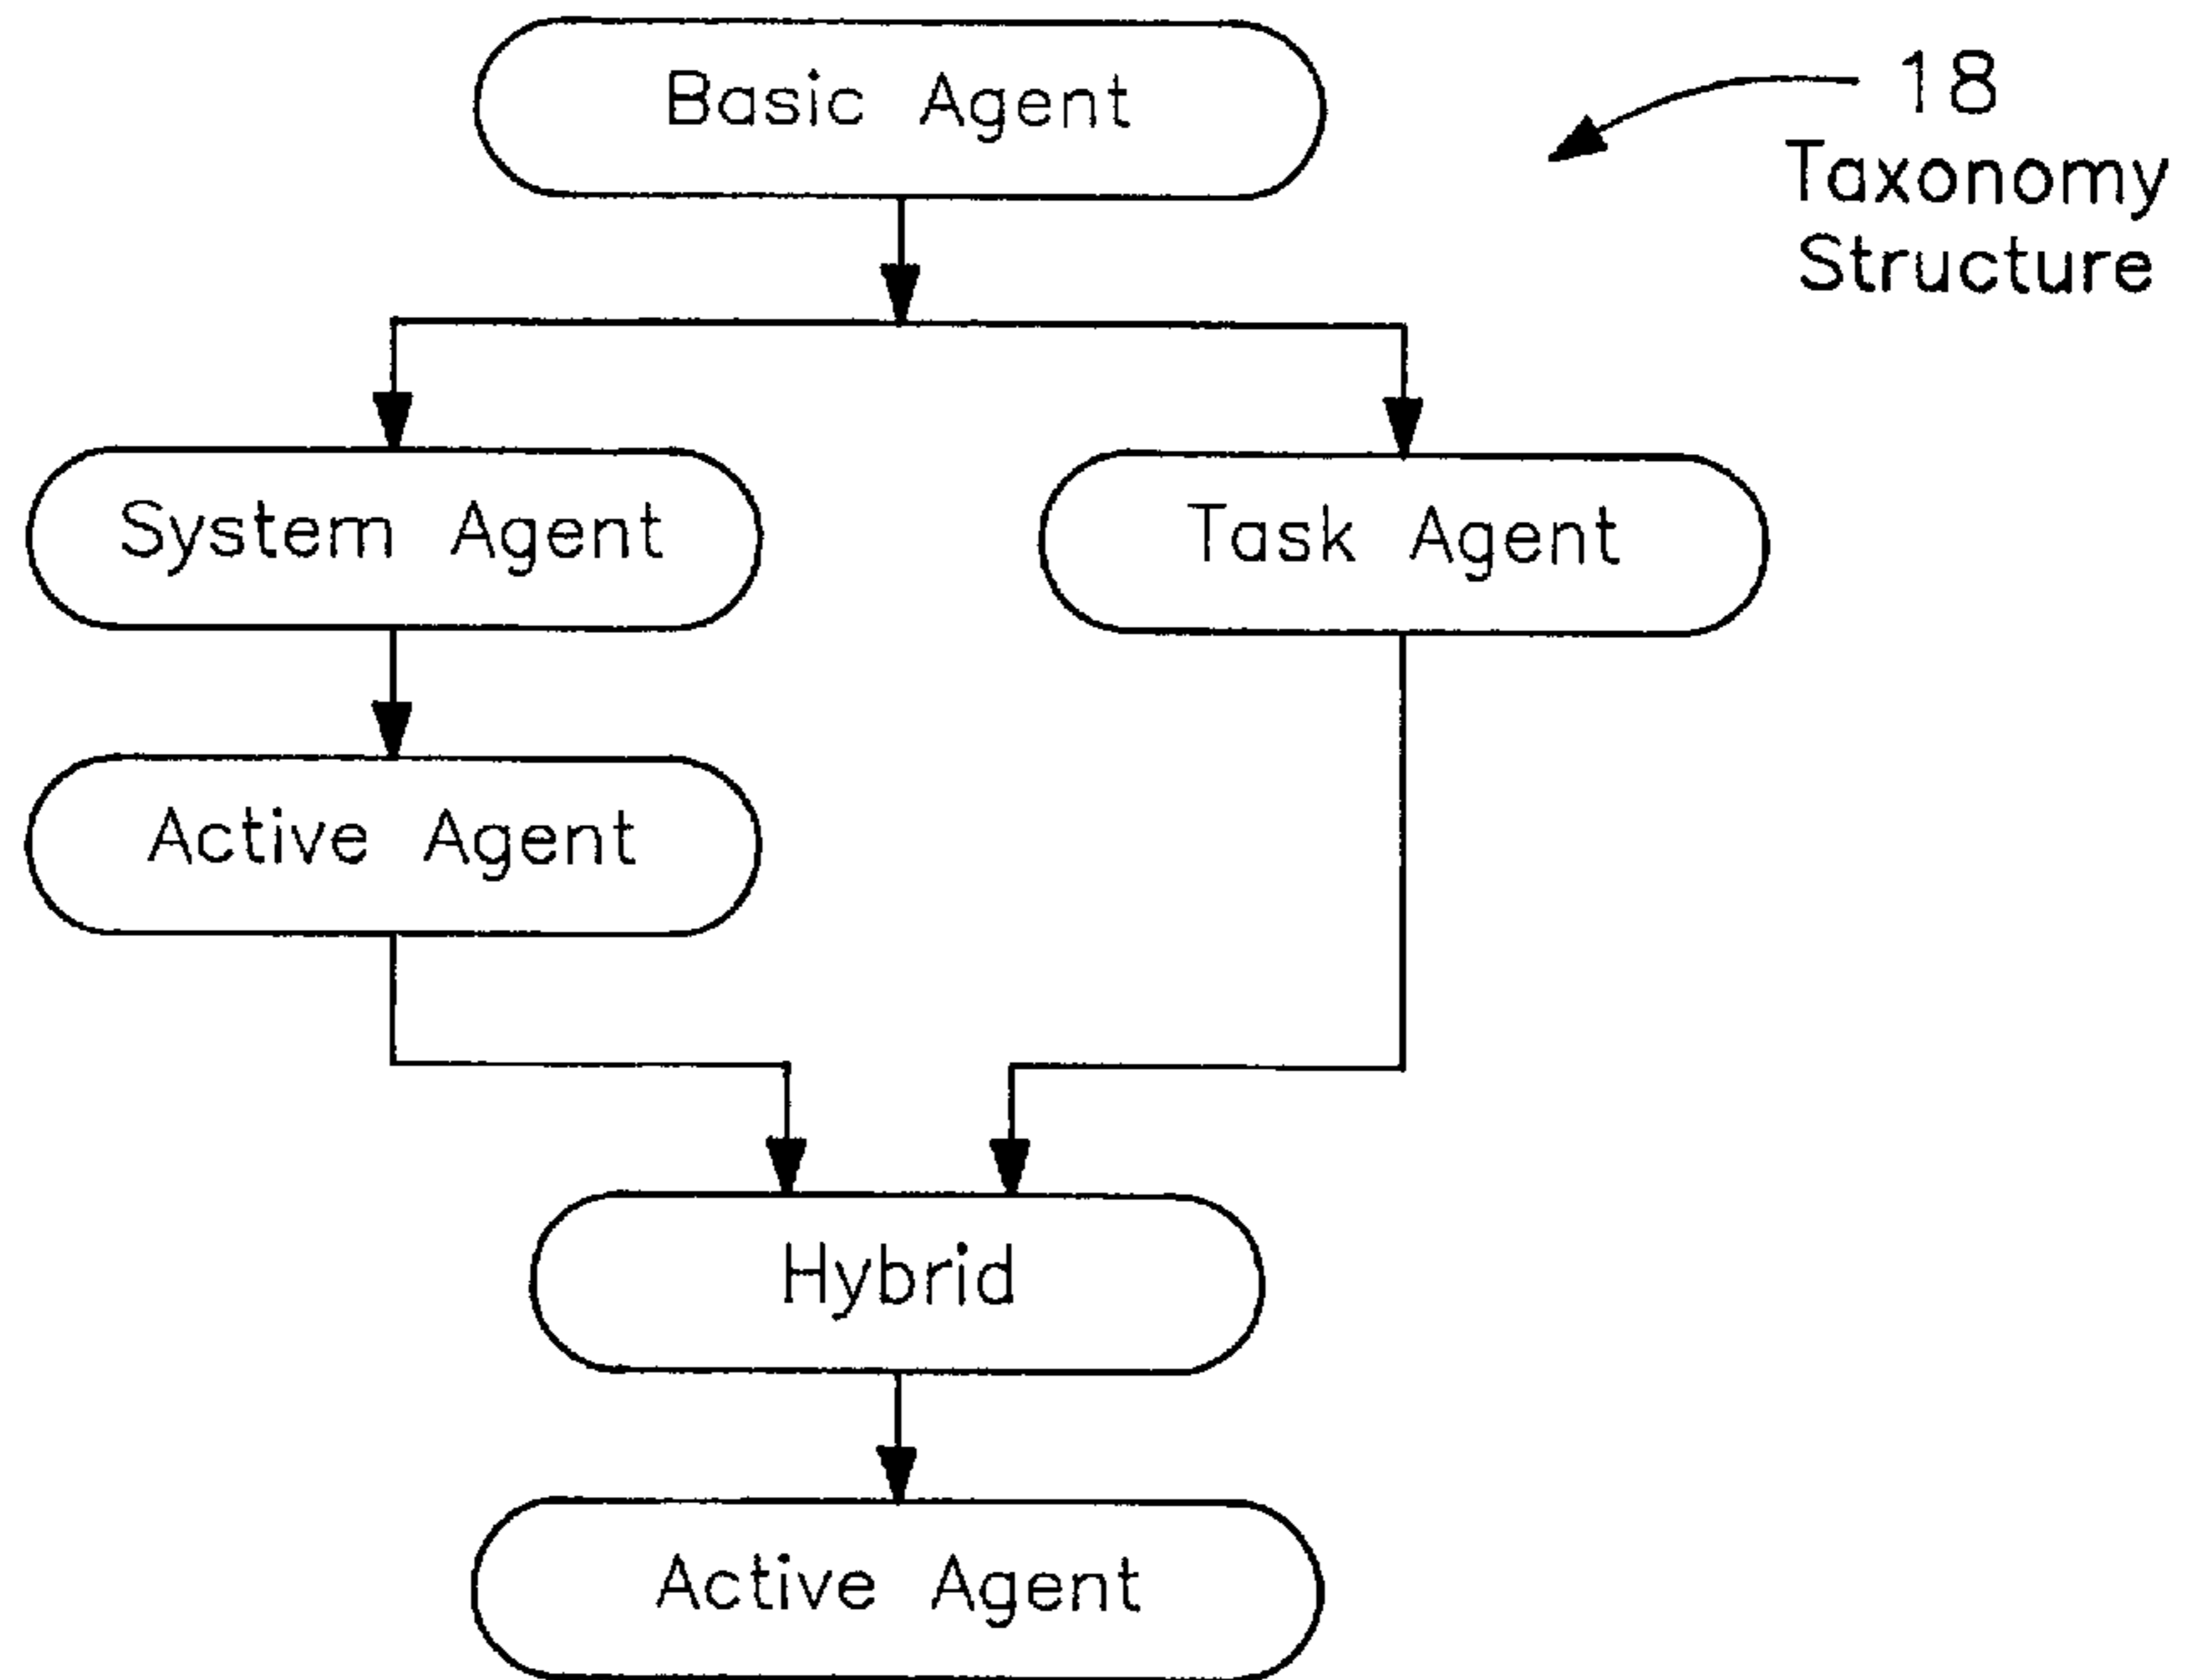 Basic Agent
18
Taxonomy
Structure
System Agent
Task Agent
Active Agent
Hybrid
Active Agent